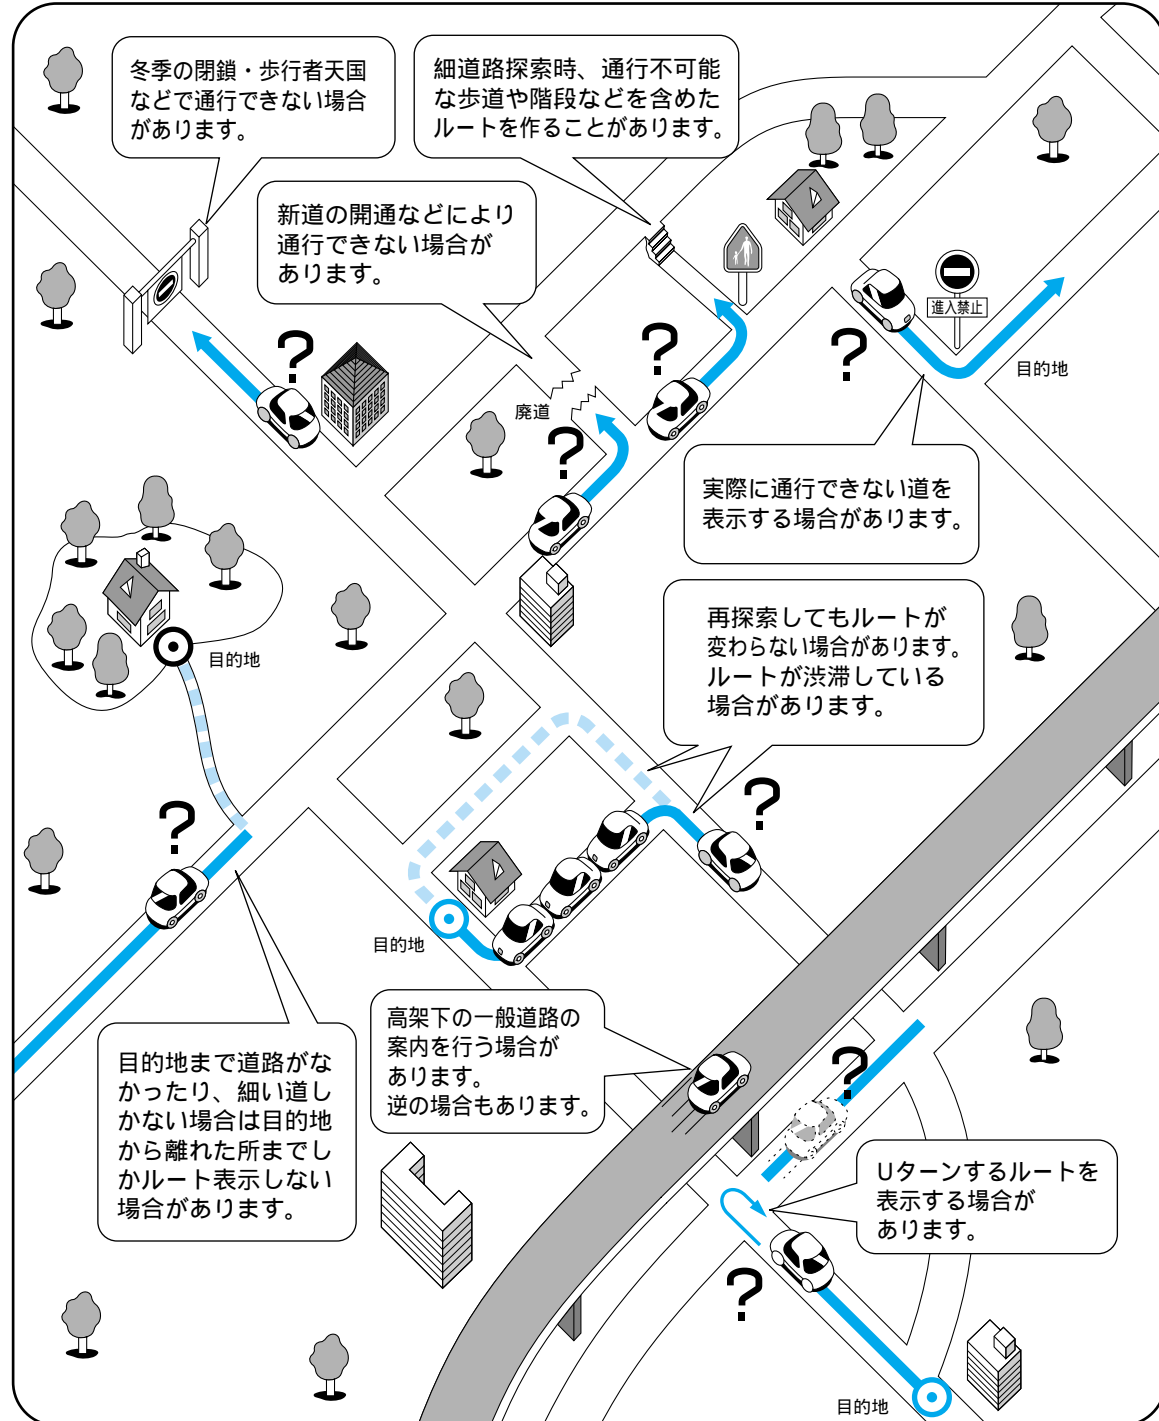 冬季の閉鎖・歩行者天国
などで通行できない場合
があります。
細道路探索時、通行不可能
な歩道や階段などを含めた
ルートを作ることがあります。
新道の開通などにより
通行できない場合が
あります。
進入禁止
目的地
廃道
実際に通行できない道を
表示する場合があります。
再探索してもルートが
変わらない場合があります。
ルートが渋滞している
場合があります。
目的地
目的地
高架下の一般道路の
案内を行う場合が
あります。
逆の場合もあります。
目的地まで道路がな
かったり、細い道し
かない場合は目的地
から離れた所までし
かルート表示しない
場合があります。
Uターンするルートを
表示する場合が
あります。
目的地